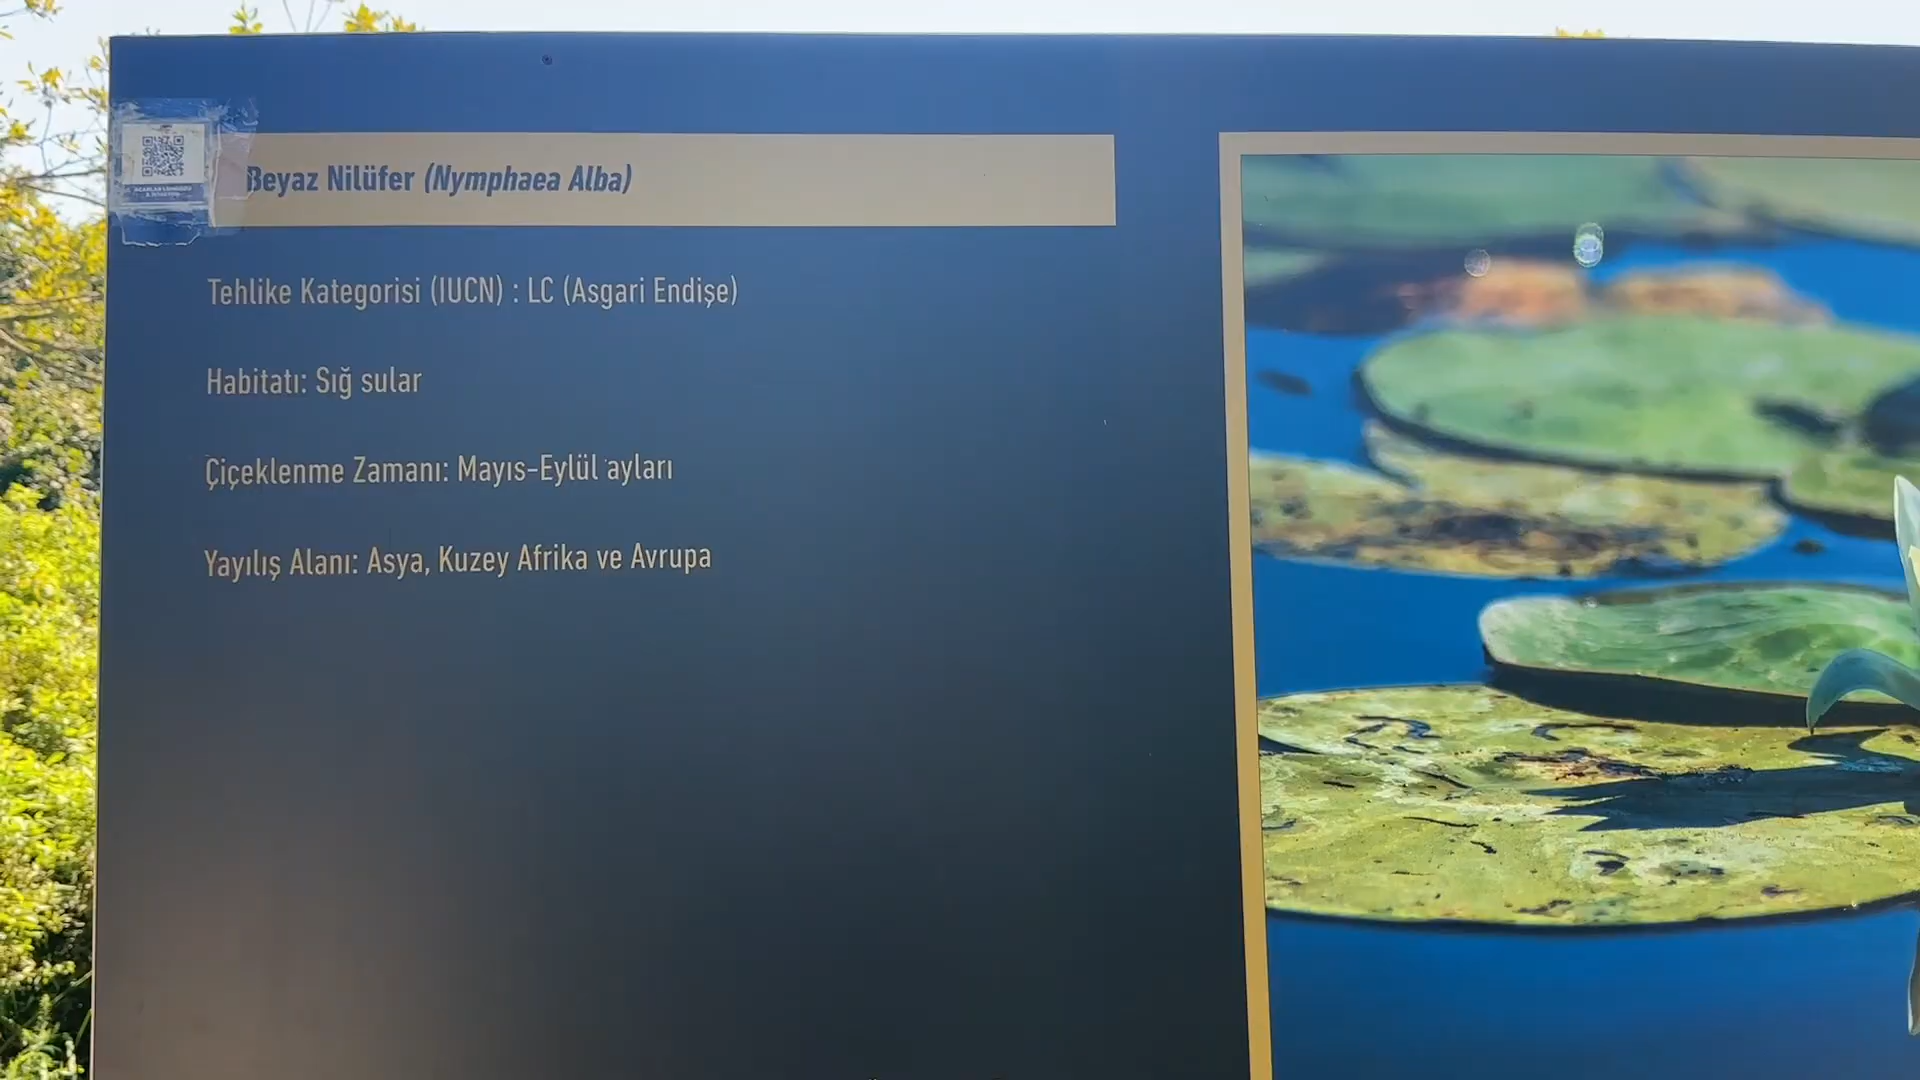 Beyaz Nilüfer (Nymphaea Alba)
Tehlike Kategorisi (IUCN) : LC (Asgari Endişe)
Habitatı: Sığ sular
Çiçeklenme Zamanı: Mayıs-Eylül ayları
Yayılış Alanı: Asya, Kuzey Afrika ve Avrupa